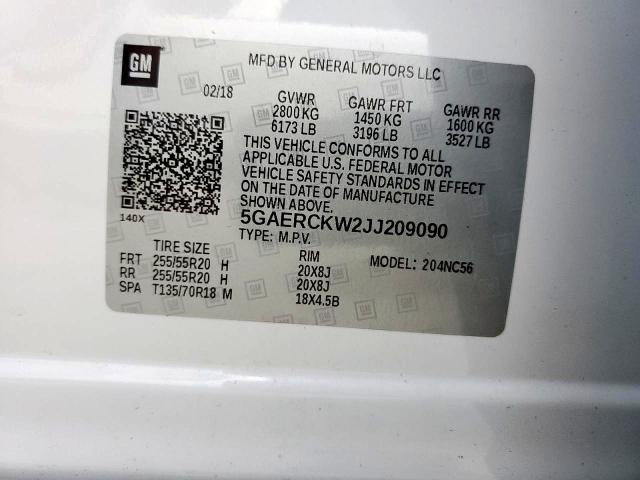 GM
MFD BY GENERAL MOTORS LLC
02/18
GVWR GAWR FRT GAWR RR
2800 KG 1450 KG 1600 KG
6173 LB 3196 LB 3527 LB
THIS VEHICLE CONFORMS TO ALL
APPLICABLE U.S. FEDERAL MOTOR
VEHICLE SAFETY STANDARDS IN EFFECT
ON THE DATE OF MANUFACTURE
SHOWN ABOVE.
5GAERCKW2JJ209090
140X
TYPE: M.P.V.
TIRE SIZE RIM MODEL: 204NC56
FRT 255/55R20 H 20X8J
RR 255/55R20 H 20X8J
SPA T135/70R18 M 18X4.5B